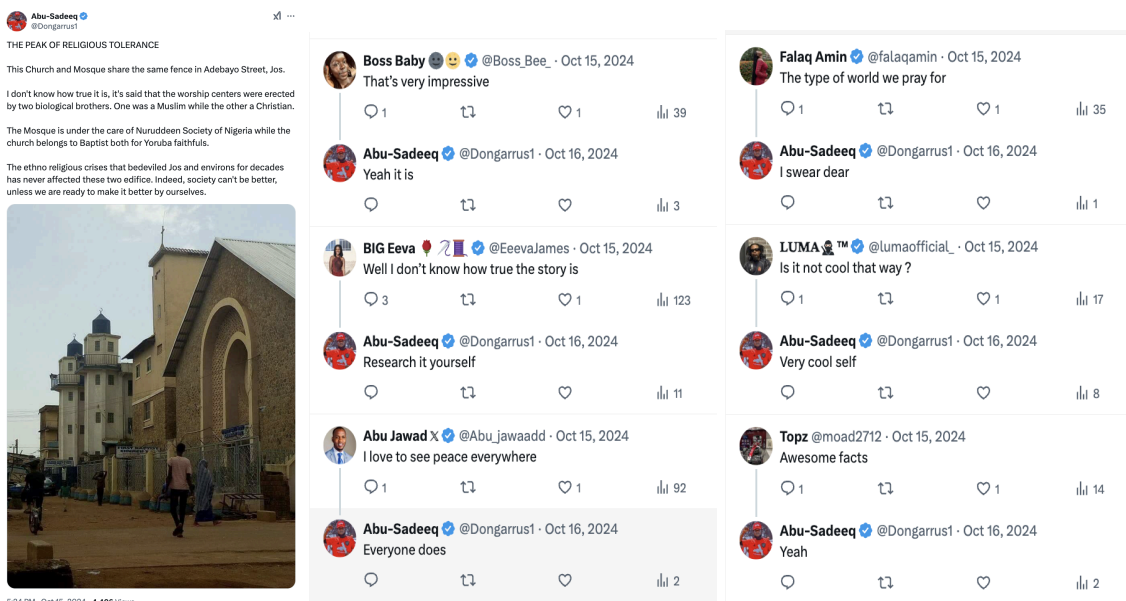 Abu-Sadeeq
@Dongarrus1
THE PEAK OF RELIGIOUS TOLERANCE
This Church and Mosque share the same fence in Adebayo Street, Jos.
I don't know how true it is, it's said that the worship centers were erected
by two biological brothers. One was a Muslim while the other a Christian.
The Mosque is under the care of Nuruddeen Society of Nigeria while the
church belongs to Baptist both for Yoruba faithfuls.
The ethno religious crises that bedeviled Jos and environs for decades
has never affected these two edifice. Indeed, society can't be better,
unless we are ready to make it better by ourselves.
Boss Baby @Boss_Bee_ · Oct 15, 2024
That's very impressive
1 1 39
Abu-Sadeeq @Dongarrus1 · Oct 16, 2024
Yeah it is
3
BIG Eeva @EeevaJames · Oct 15, 2024
Well I don't know how true the story is
3 1 123
Abu-Sadeeq @Dongarrus1 · Oct 16, 2024
Research it yourself
11
Abu Jawad X @Abu_jawaadd · Oct 15, 2024
I love to see peace everywhere
1 1 92
Abu-Sadeeq @Dongarrus1 · Oct 16, 2024
Everyone does
2
Falaq Amin @falaqamin · Oct 15, 2024
The type of world we pray for
1 1 35
Abu-Sadeeq @Dongarrus1 · Oct 16, 2024
I swear dear
1
LUMA ™ @lumaofficial_ · Oct 15, 2024
Is it not cool that way ?
1 1 17
Abu-Sadeeq @Dongarrus1 · Oct 16, 2024
Very cool self
8
Topz @moad2712 · Oct 15, 2024
Awesome facts
1 1 14
Abu-Sadeeq @Dongarrus1 · Oct 16, 2024
Yeah
2